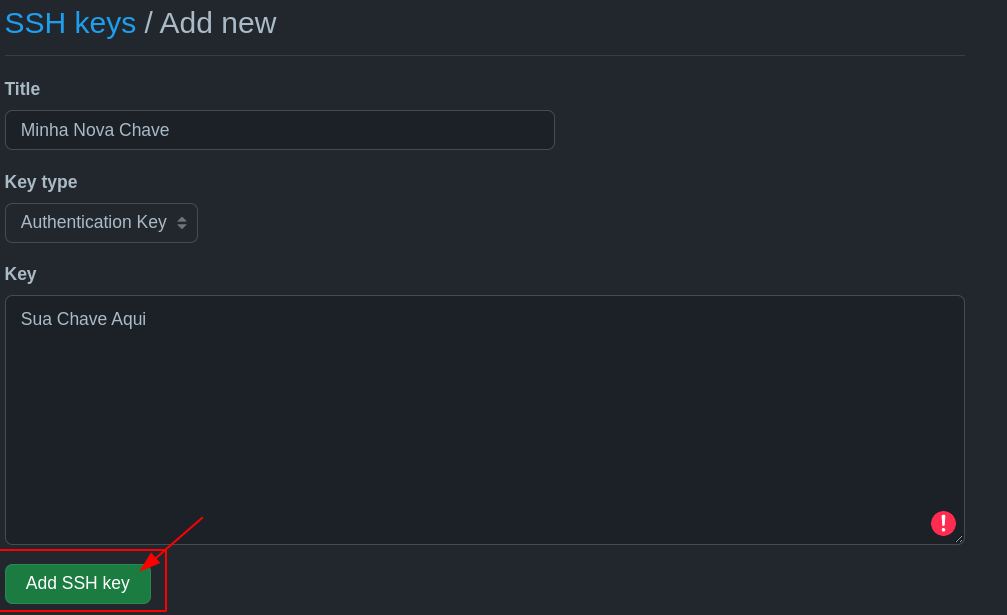 SSH keys / Add new
Title
Minha Nova Chave
Key type
Authentication Key
Key
Sua Chave Aqui
Add SSH key